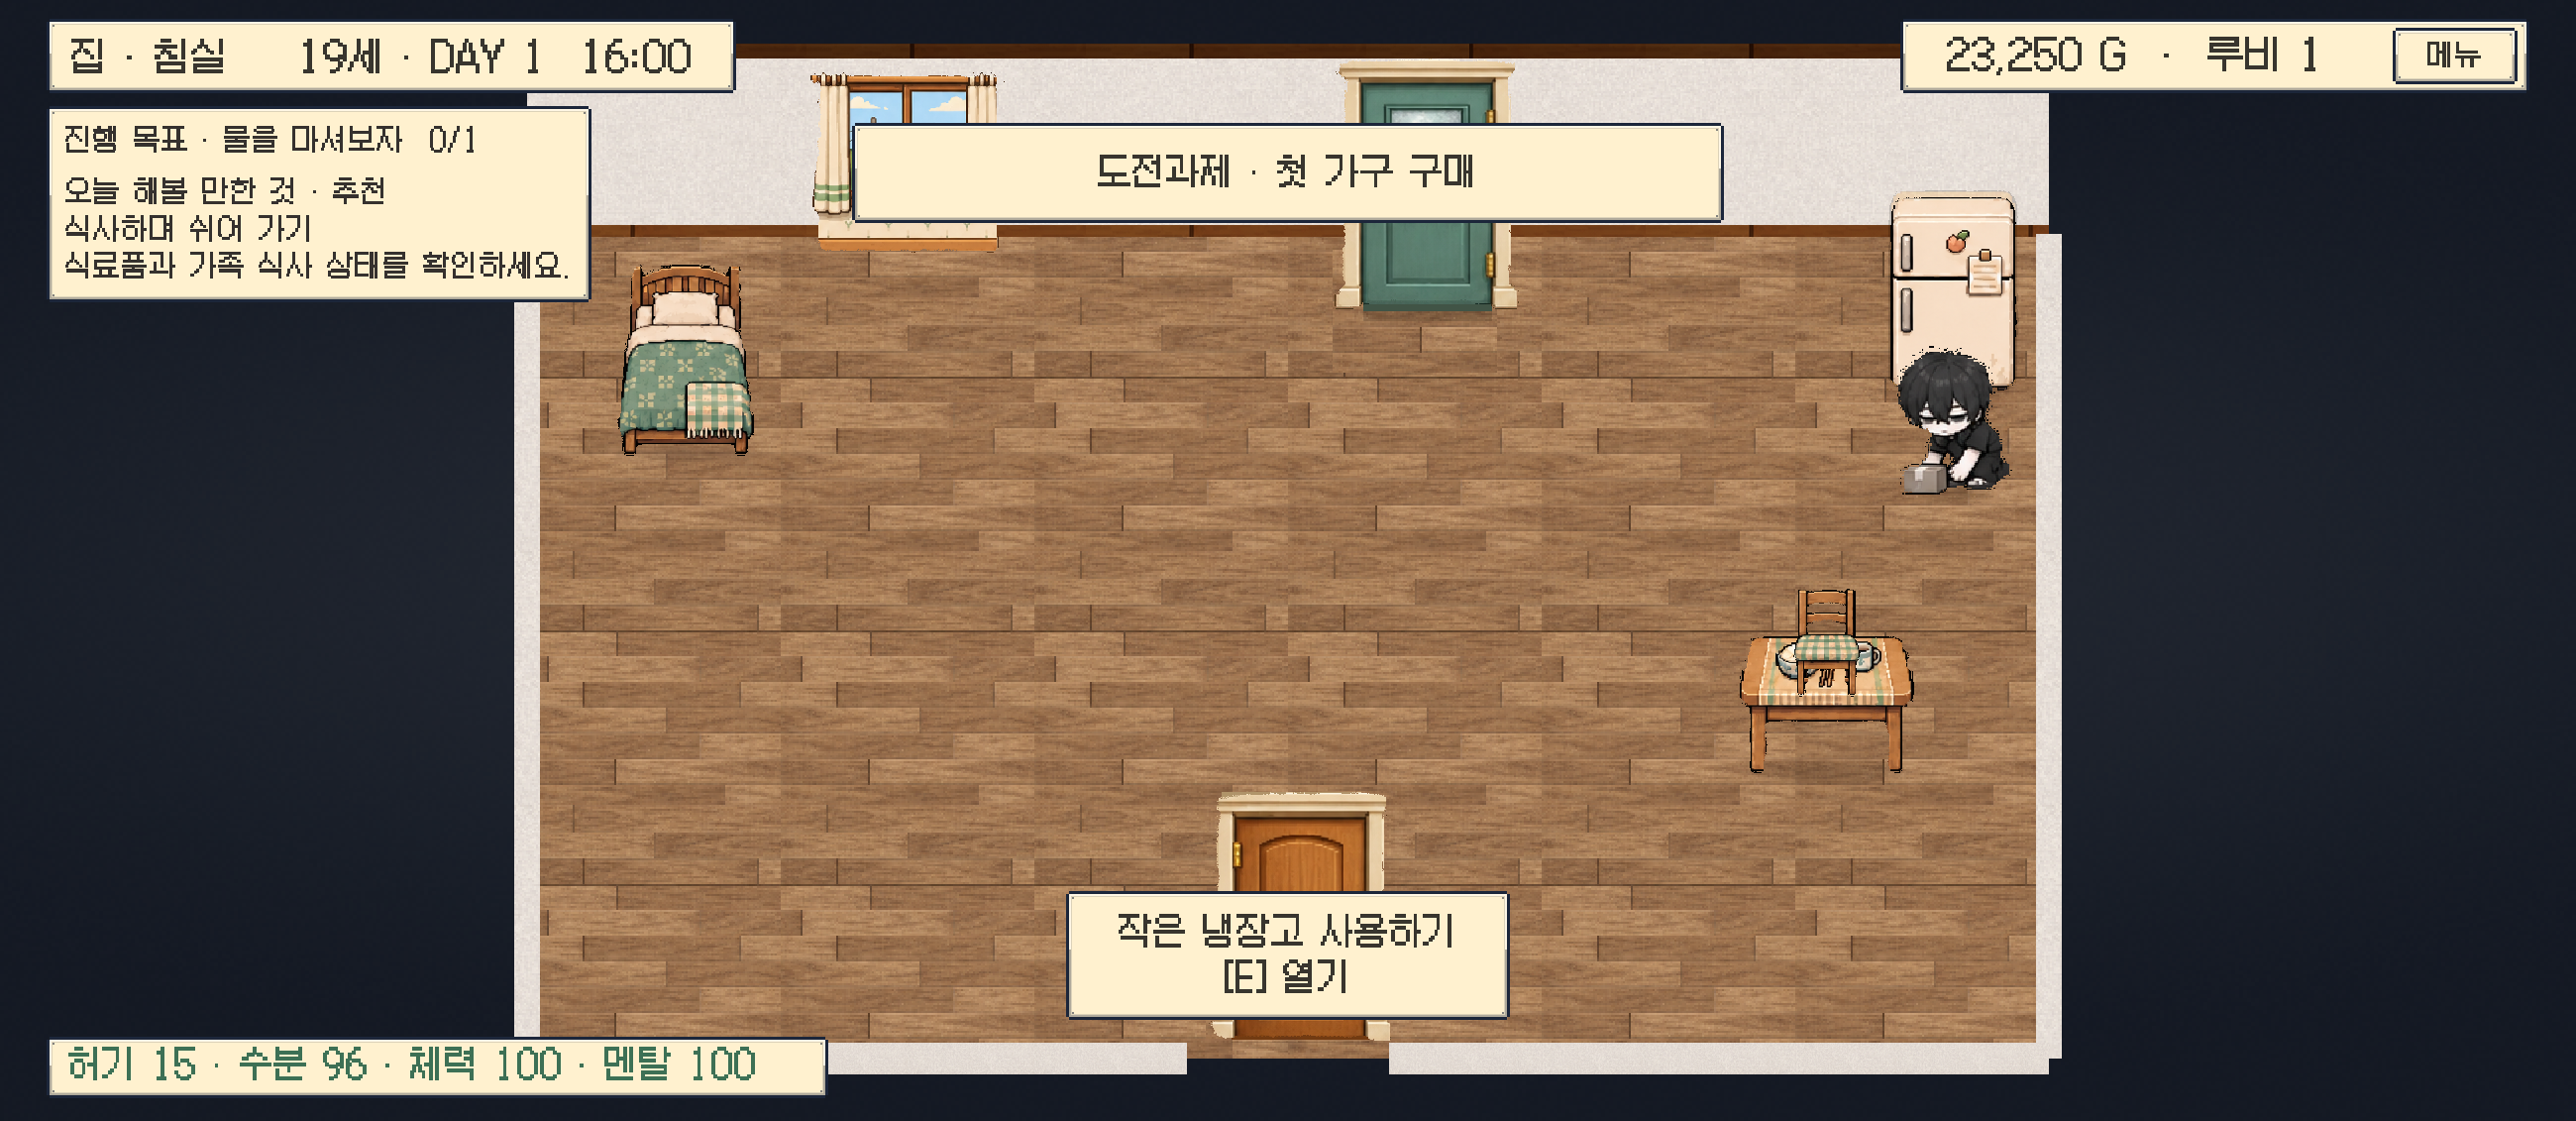 집 · 침실 19세 · DAY 1 16:00
23,250 G · 루비 1 메뉴
진행 목표 · 물을 마셔보자 0/1
오늘 해볼 만한 것 · 추천
식사하며 쉬어 가기
식료품과 가족 식사 상태를 확인하세요.
도전과제 · 첫 가구 구매
작은 냉장고 사용하기
[E] 열기
허기 15 · 수분 96 · 체력 100 · 멘탈 100